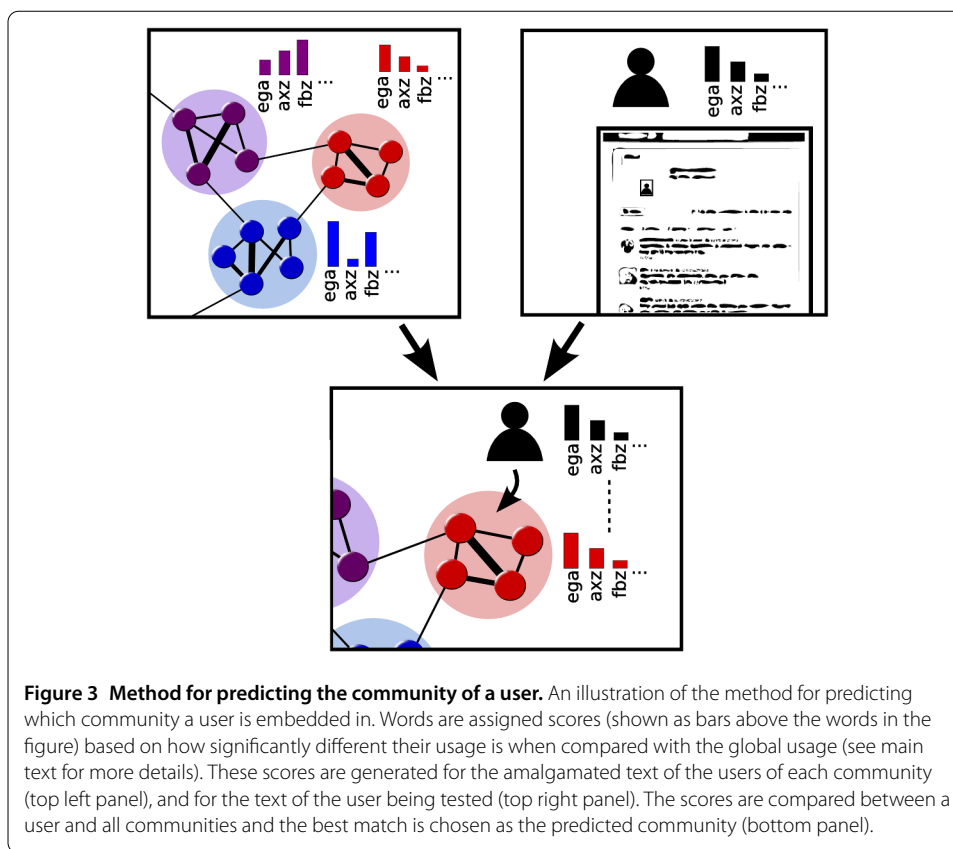 ega axz fbz ...
ega axz fbz ...
ega axz fbz ...
ega axz fbz ...
ega axz fbz ...
ega axz fbz ...
Figure 3 Method for predicting the community of a user. An illustration of the method for predicting
which community a user is embedded in. Words are assigned scores (shown as bars above the words in the
figure) based on how significantly different their usage is when compared with the global usage (see main
text for more details). These scores are generated for the amalgamated text of the users of each community
(top left panel), and for the text of the user being tested (top right panel). The scores are compared between a
user and all communities and the best match is chosen as the predicted community (bottom panel).